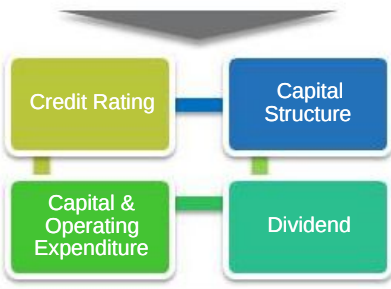 Credit Rating
Capital
Structure
Capital &
Operating
Expenditure
Dividend